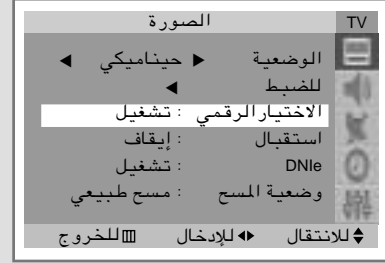 الصورة TV
الوضعية ◀ حيناميكي ▶
للضبط ◀
الاختيار الرقمي : تشغيل
استقبال : إيقاف
DNIe : تشغيل
وضعية المسح : مسح طبيعي
للانتقال للإدخال للخروج